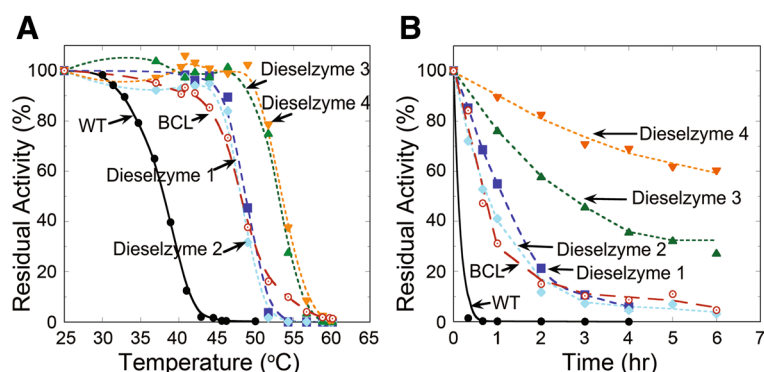 A
100
80
60
40
20
0
25 30 35 40 45 50 55 60 65
Residual Activity (%)
Temperature (°C)
WT
BCL
Dieselzyme 3
Dieselzyme 4
Dieselzyme 1
Dieselzyme 2
B
100
80
60
40
20
0
0 1 2 3 4 5 6 7
Residual Activity (%)
Time (hr)
Dieselzyme 4
Dieselzyme 3
Dieselzyme 2
Dieselzyme 1
BCL
WT